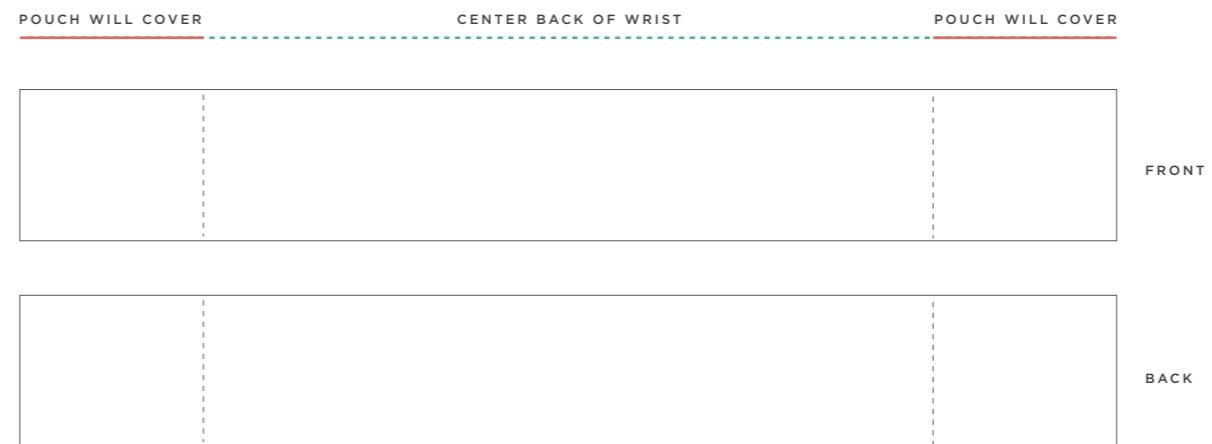 POUCH WILL COVER
CENTER BACK OF WRIST
POUCH WILL COVER
FRONT
BACK